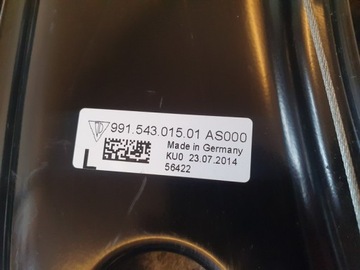 991.543.015.01 AS000
Made in Germany
KU0 23.07.2014
56422
L